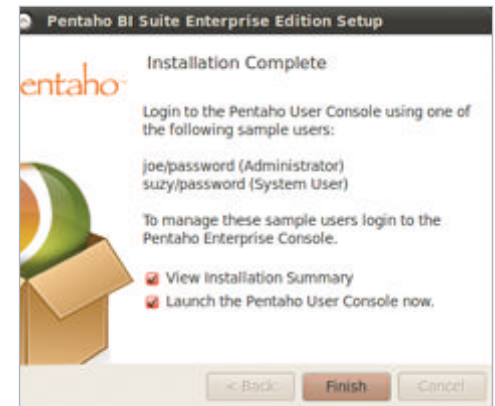 Pentaho BI Suite Enterprise Edition Setup
entaho
Installation Complete
Login to the Pentaho User Console using one of
the following sample users:
joe/password (Administrator)
suzy/password (System User)
To manage these sample users login to the
Pentaho Enterprise Console.
View Installation Summary
Launch the Pentaho User Console now.
< Back Finish Cancel